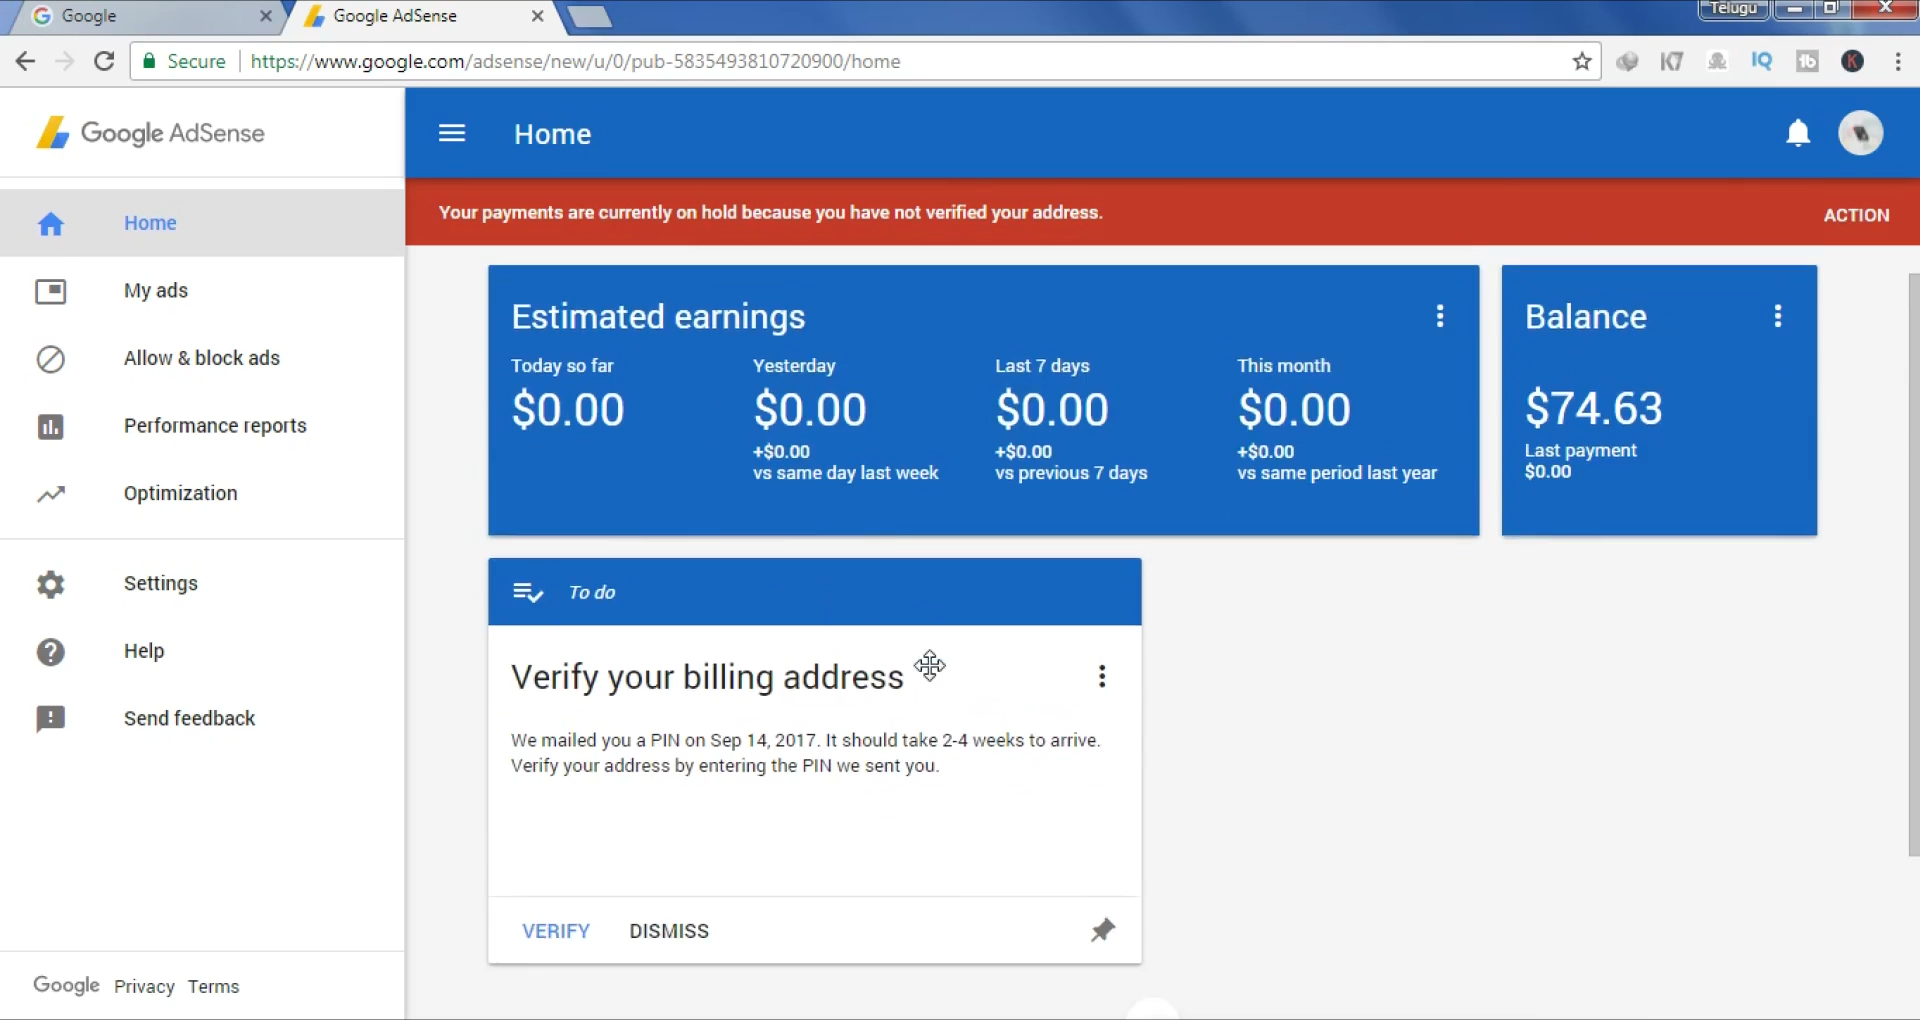 Google
Google AdSense
Telugu
Secure
https://www.google.com/adsense/new/u/0/pub-5835493810720900/home
K7
IQ
tb
K
Google AdSense
Home
Your payments are currently on hold because you have not verified your address.
ACTION
Home
My ads
Allow & block ads
Performance reports
Optimization
Settings
Help
Send feedback
Google Privacy Terms
Estimated earnings
Today so far
$0.00
Yesterday
$0.00
+$0.00
vs same day last week
Last 7 days
$0.00
+$0.00
vs previous 7 days
This month
$0.00
+$0.00
vs same period last year
Balance
$74.63
Last payment
$0.00
To do
Verify your billing address
We mailed you a PIN on Sep 14, 2017. It should take 2-4 weeks to arrive.
Verify your address by entering the PIN we sent you.
VERIFY
DISMISS